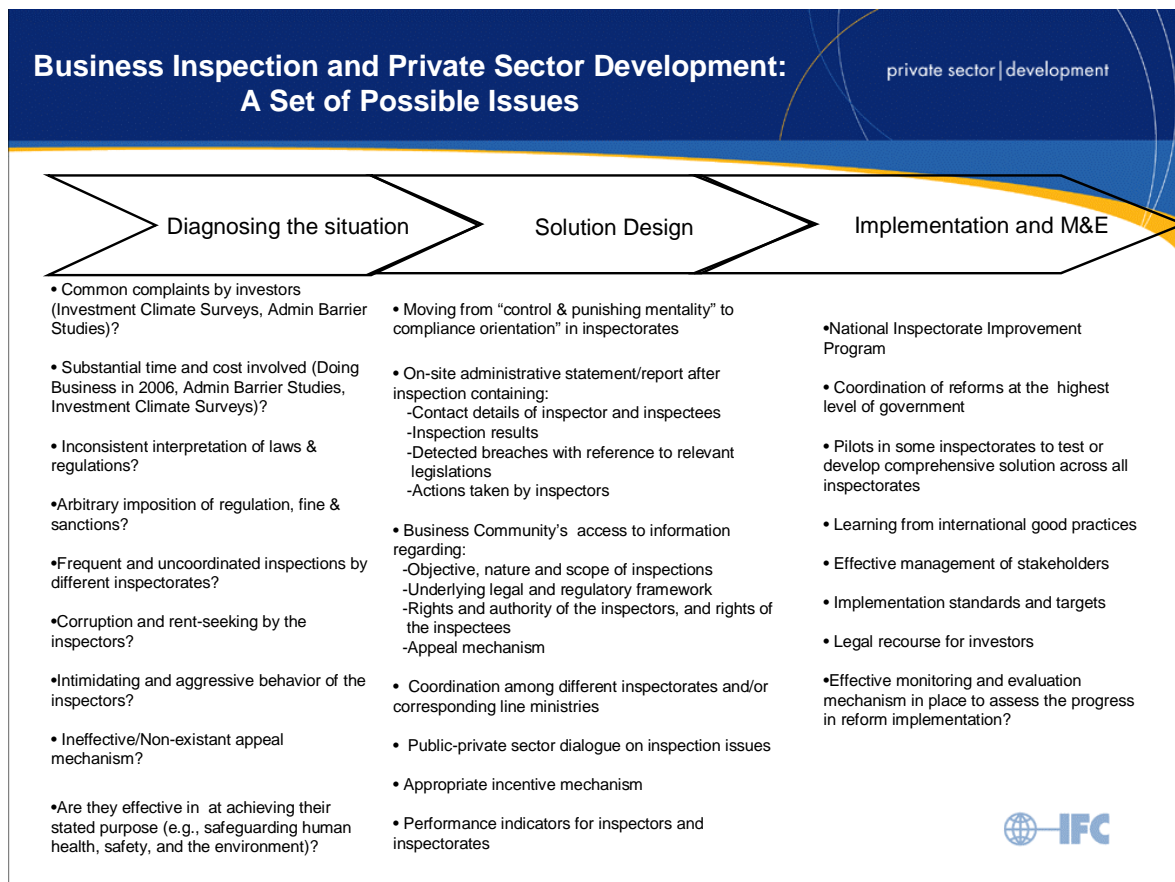 Business Inspection and Private Sector Development:
A Set of Possible Issues
private sector|development
Diagnosing the situation
Solution Design
Implementation and M&E
• Common complaints by investors
(Investment Climate Surveys, Admin Barrier
Studies)?
• Substantial time and cost involved (Doing
Business in 2006, Admin Barrier Studies,
Investment Climate Surveys)?
• Inconsistent interpretation of laws &
regulations?
•Arbitrary imposition of regulation, fine &
sanctions?
•Frequent and uncoordinated inspections by
different inspectorates?
•Corruption and rent-seeking by the
inspectors?
•Intimidating and aggressive behavior of the
inspectors?
• Ineffective/Non-existant appeal
mechanism?
•Are they effective in  at achieving their
stated purpose (e.g., safeguarding human
health, safety, and the environment)?
• Moving from “control & punishing mentality” to
compliance orientation” in inspectorates
• On-site administrative statement/report after
inspection containing:
-Contact details of inspector and inspectees
-Inspection results
-Detected breaches with reference to relevant
legislations
-Actions taken by inspectors
• Business Community’s  access to information
regarding:
-Objective, nature and scope of inspections
-Underlying legal and regulatory framework
-Rights and authority of the inspectors, and rights of
the inspectees
-Appeal mechanism
• Coordination among different inspectorates and/or
corresponding line ministries
• Public-private sector dialogue on inspection issues
• Appropriate incentive mechanism
• Performance indicators for inspectors and
inspectorates
•National Inspectorate Improvement
Program
• Coordination of reforms at the  highest
level of government
• Pilots in some inspectorates to test or
develop comprehensive solution across all
inspectorates
• Learning from international good practices
• Effective management of stakeholders
• Implementation standards and targets
• Legal recourse for investors
•Effective monitoring and evaluation
mechanism in place to assess the progress
in reform implementation?
IFC